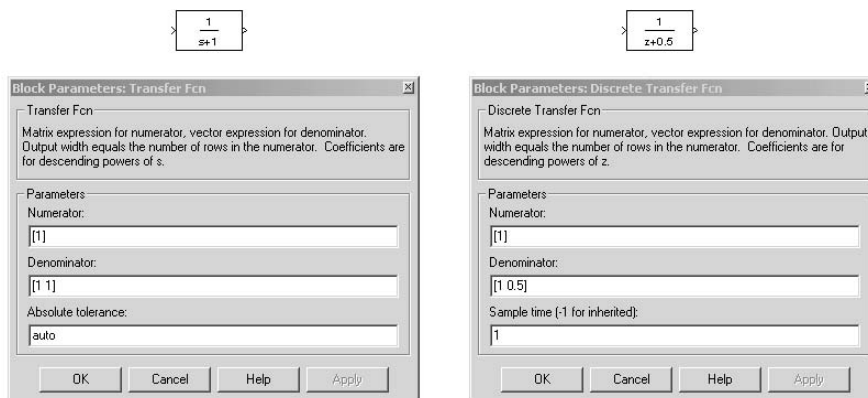 1
s+1
1
z+0.5
Block Parameters: Transfer Fcn
Transfer Fcn
Matrix expression for numerator, vector expression for denominator.
Output width equals the number of rows in the numerator. Coefficients are
for descending powers of s.
Parameters
Numerator:
[1]
Denominator:
[1 1]
Absolute tolerance:
auto
OK
Cancel
Help
Apply
Block Parameters: Discrete Transfer Fcn
Discrete Transfer Fcn
Matrix expression for numerator, vector expression for denominator. Output
width equals the number of rows in the numerator. Coefficients are for
descending powers of z.
Parameters
Numerator:
[1]
Denominator:
[1 0.5]
Sample time (-1 for inherited):
1
OK
Cancel
Help
Apply